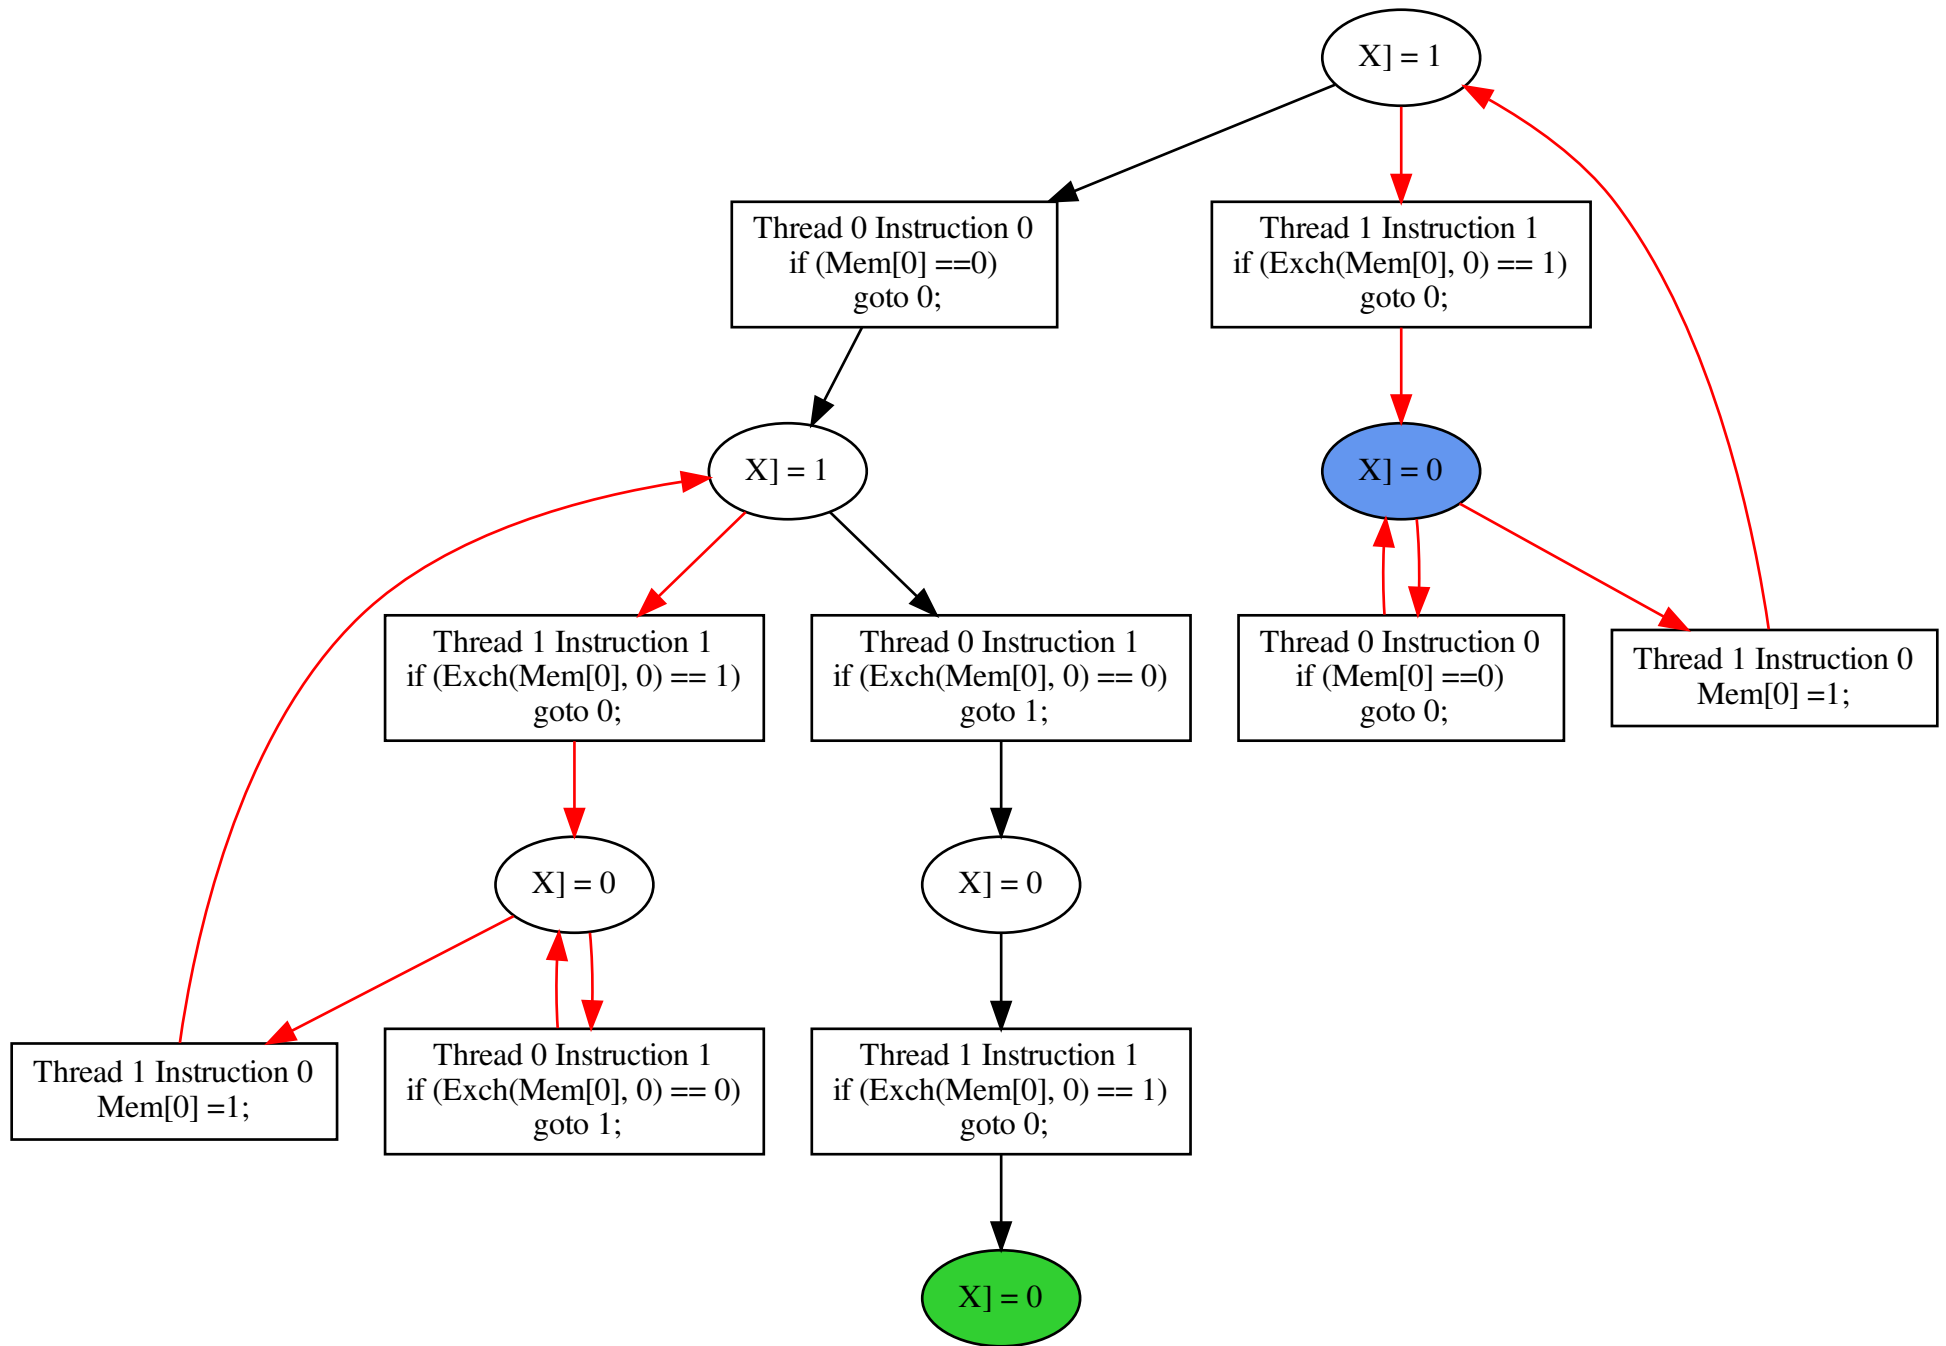 X] = 1
Thread 0 Instruction 0
if (Mem[0] ==0)
goto 0;
Thread 1 Instruction 1
if (Exch(Mem[0], 0) == 1)
goto 0;
X] = 1
X] = 0
Thread 1 Instruction 1
if (Exch(Mem[0], 0) == 1)
goto 0;
Thread 0 Instruction 1
if (Exch(Mem[0], 0) == 0)
goto 1;
Thread 0 Instruction 0
if (Mem[0] ==0)
goto 0;
Thread 1 Instruction 0
Mem[0] =1;
X] = 0
X] = 0
Thread 1 Instruction 0
Mem[0] =1;
Thread 0 Instruction 1
if (Exch(Mem[0], 0) == 0)
goto 1;
Thread 1 Instruction 1
if (Exch(Mem[0], 0) == 1)
goto 0;
X] = 0